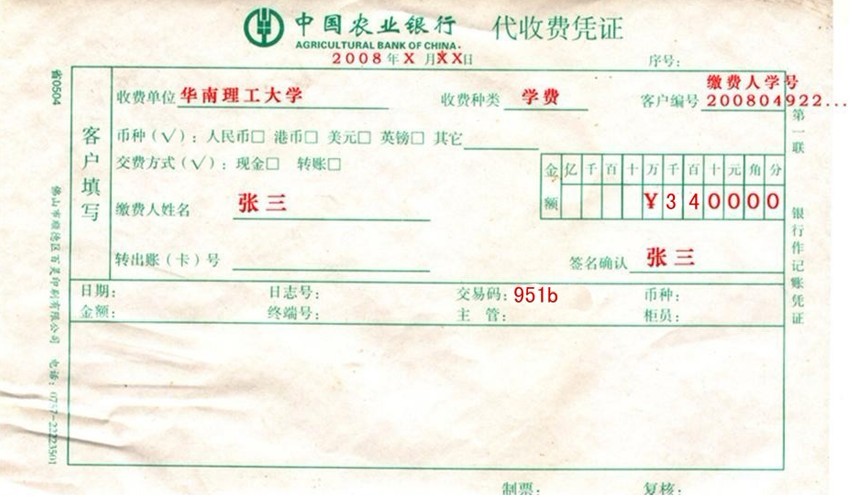 中国农业银行 代收费凭证
AGRICULTURAL BANK OF CHINA
2008年X月XX日 序号:
缴费人学号
收费单位 华南理工大学 收费种类 学费 客户编号 200804922...
币种(√): 人民币□ 港币□ 美元□ 英镑□ 其它
交费方式(√): 现金□ 转账□
金额 亿 千 百 十 万 千 百 十 元 角 分
¥340000
缴费人姓名 张三
转出账(卡)号 签名确认 张三
客户填写
日期: 日志号: 交易码: 951b 币种:
金额: 终端号: 主 管: 柜员:
制票: 复核:
第一联 银行作记账凭证
省0504